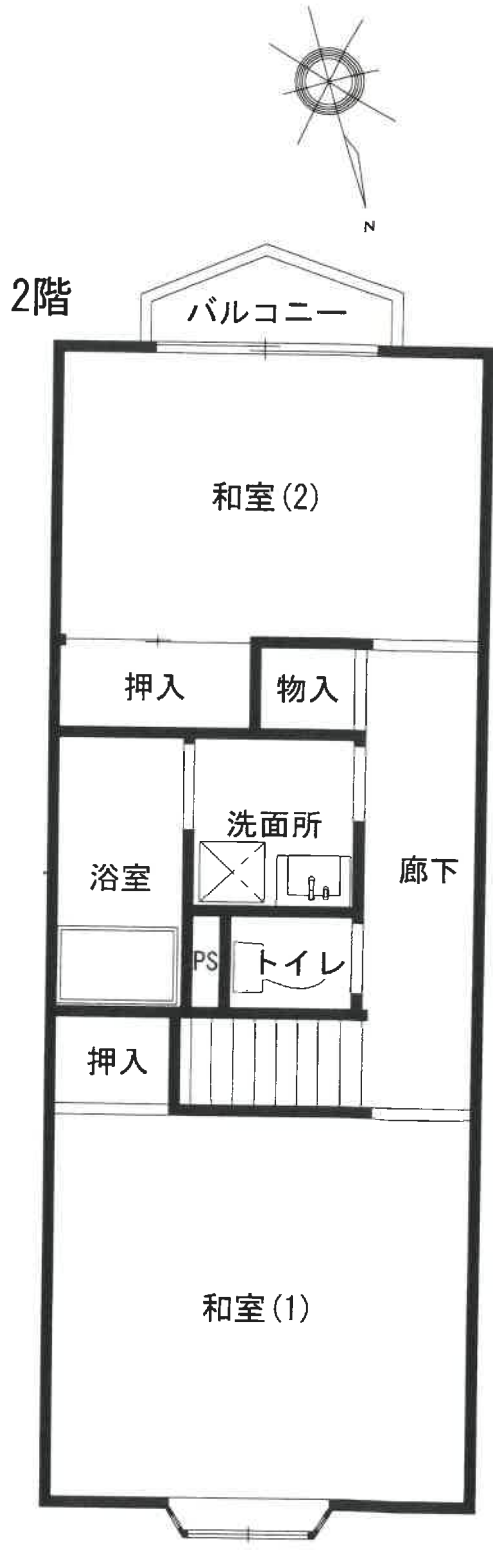 N
2階
バルコニー
和室(2)
押入
物入
洗面所
浴室
廊下
PS
トイレ
押入
和室(1)